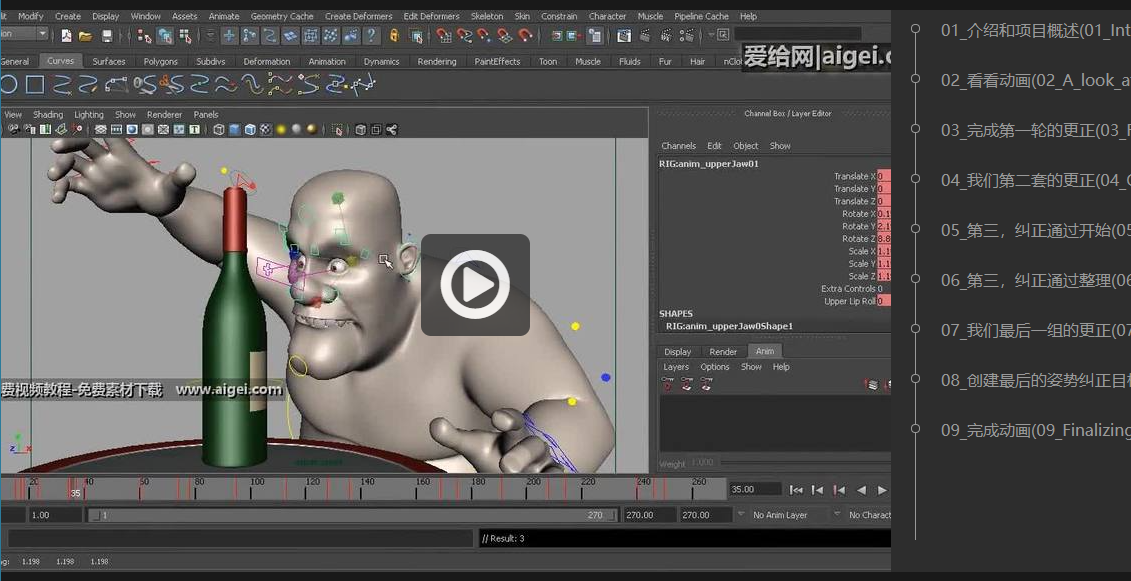 Modify Create Display Window Assets Animate Geometry Cache Create Deformers Edit Deformers Skeleton Skin Constrain Character Muscle Pipeline Cache Help
General Curves Surfaces Polygons Subdivs Deformation Animation Dynamics Rendering PaintEffects Toon Muscle Fluids Fur Hair nClo
爱给网|aigei.c
View Shading Lighting Show Renderer Panels
Channel Box / Layer Editor
Channels Edit Object Show
RIG:anim_upperJaw01
Translate X 0
Translate Y 0
Translate Z 0
Rotate X 0.1
Rotate Y 2.1
Rotate Z 8.8
Scale X 1.1
Scale Y 1.1
Scale Z 1.1
Extra Controls 0
Upper Lip Roll 0
SHAPES
RIG:anim_upperJaw0Shape1
Display Render Anim
Layers Options Show Help
Weight: 1.000
费视频教程-免费素材下载 www.aigei.com
20 40 50 80 100 120 140 160 180 200 220 240 260
35
35.00
1.00 1 270 270.00 270.00 No Anim Layer No Charact
// Result: 3
1.198 1.198 1.198
01_介绍和项目概述(01_Int
02_看看动画(02_A_look_a
03_完成第一轮的更正(03_F
04_我们第二套的更正(04_
05_第三，纠正通过开始(05
06_第三，纠正通过整理(06
07_我们最后一组的更正(07
08_创建最后的姿势纠正目标
09_完成动画(09_Finalizing